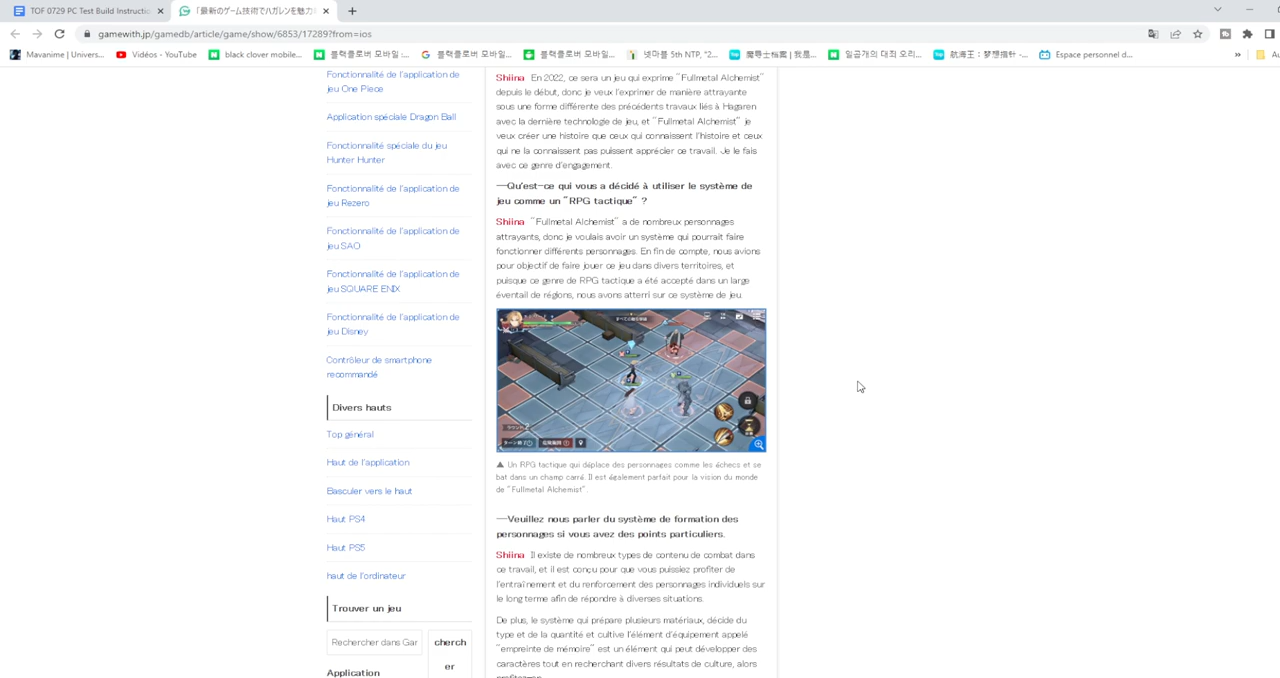 TOF 0729 PC Test Build Instructio
「最新のゲーム技術でハガレンを魅力
gamewith.jp/gamedb/article/game/show/6853/17289?from=ios
Mavanime | Univers...
Vidéos - YouTube
black clover mobile...
블랙클로버 모바일 :...
블랙클로버 모바일...
블랙클로버 모바일...
넷마블 5th NTP, "2...
魔导士档案 | 我是...
일곱개의 대죄 오리...
航海王：梦想指针 -...
Espace personnel d...
»
Fonctionnalité de l'application de
jeu One Piece
Application spéciale Dragon Ball
Fonctionnalité spéciale du jeu
Hunter Hunter
Fonctionnalité de l'application de
jeu Rezero
Fonctionnalité de l'application de
jeu SAO
Fonctionnalité de l'application de
jeu SQUARE ENIX
Fonctionnalité de l'application de
jeu Disney
Contrôleur de smartphone
recommandé
Divers hauts
Top général
Haut de l'application
Basculer vers le haut
Haut PS4
Haut PS5
haut de l'ordinateur
Trouver un jeu
Rechercher dans Gar
cherch
er
Application
Shiina En 2022, ce sera un jeu qui exprime "Fullmetal Alchemist"
depuis le début, donc je veux l'exprimer de manière attrayante
sous une forme différente des précédents travaux liés à Hagaren
avec la dernière technologie de jeu, et "Fullmetal Alchemist" je
veux créer une histoire que ceux qui connaissent l'histoire et ceux
qui ne la connaissent pas puissent apprécier ce travail. Je le fais
avec ce genre d'engagement.
—Qu'est-ce qui vous a décidé à utiliser le système de
jeu comme un "RPG tactique" ?
Shiina "Fullmetal Alchemist" a de nombreux personnages
attrayants, donc je voulais avoir un système qui pourrait faire
fonctionner différents personnages. En fin de compte, nous avions
pour objectif de faire jouer ce jeu dans divers territoires, et
puisque ce genre de RPG tactique a été accepté dans un large
éventail de régions, nous avons atterri sur ce système de jeu.
▲ Un RPG tactique qui déplace des personnages comme les échecs et se
bat dans un champ carré. Il est également parfait pour la vision du monde
de "Fullmetal Alchemist".
—Veuillez nous parler du système de formation des
personnages si vous avez des points particuliers.
Shiina Il existe de nombreux types de contenu de combat dans
ce travail, et il est conçu pour que vous puissiez profiter de
l'entraînement et du renforcement des personnages individuels sur
le long terme afin de répondre à diverses situations.
De plus, le système qui prépare plusieurs matériaux, décide du
type et de la quantité et cultive l'élément d'équipement appelé
"empreinte de mémoire" est un élément qui peut développer des
caractères tout en recherchant divers résultats de culture, alors